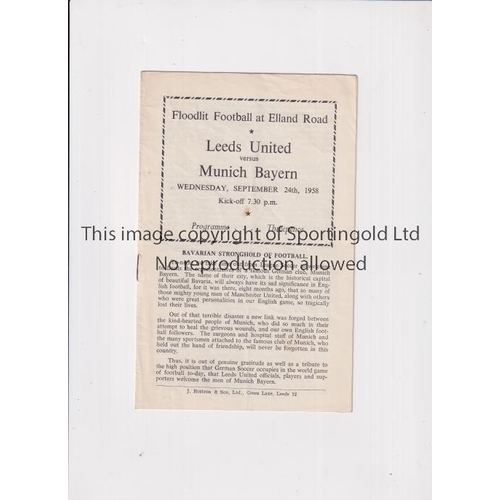 Floodlit Football at Elland Road
★
Leeds United
versus
Munich Bayern
WEDNESDAY, SEPTEMBER 24th, 1958
Kick-off 7.30 p.m.
★
Programme Threepence
This image copyright of Sportingold Ltd
BAVARIAN STRONGHOLD OF FOOTBALL
No reproduction allowed
Bayern. The name of their city, which is the historical capital
of beautiful Bavaria, will always have its sad significance in Eng-
lish football, for it was there, eight months ago, that so many of
those mighty young men of Manchester United, along with others
who were great personalities in our English game, so tragically
lost their lives.
Out of that terrible disaster a new link was forged between
the kind-hearted people of Munich, who did so much in their
attempt to heal the grievous wounds, and our own English foot-
ball followers. The surgeons and hospital staff of Munich and
the many sportsmen attached to the famous club of Munich, who
held out the hand of friendship, will never be forgotten in this
country.
Thus, it is out of genuine gratitude as well as a tribute to
the high position that German Soccer occupies in the world game
of football to-day, that Leeds United officials, players and sup-
porters welcome the men of Munich Bayern.
& Son, Ltd., Green Lane, Leeds 12